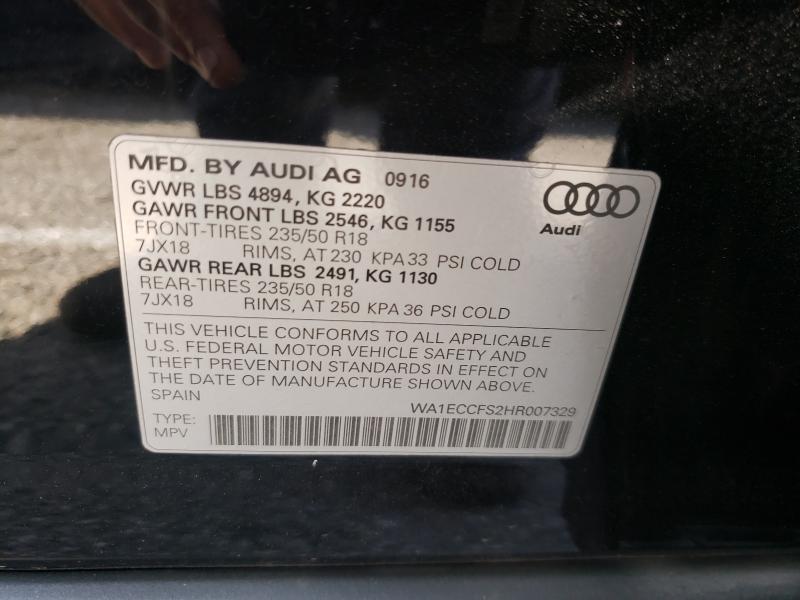 MFD. BY AUDI AG 0916
GVWR LBS 4894, KG 2220
GAWR FRONT LBS 2546, KG 1155
FRONT-TIRES 235/50 R18
7JX18 RIMS, AT 230 KPA 33 PSI COLD
GAWR REAR LBS 2491, KG 1130
REAR-TIRES 235/50 R18
7JX18 RIMS, AT 250 KPA 36 PSI COLD
Audi
THIS VEHICLE CONFORMS TO ALL APPLICABLE
U.S. FEDERAL MOTOR VEHICLE SAFETY AND
THEFT PREVENTION STANDARDS IN EFFECT ON
THE DATE OF MANUFACTURE SHOWN ABOVE.
SPAIN
WA1ECCFS2HR007329
TYPE:
MPV